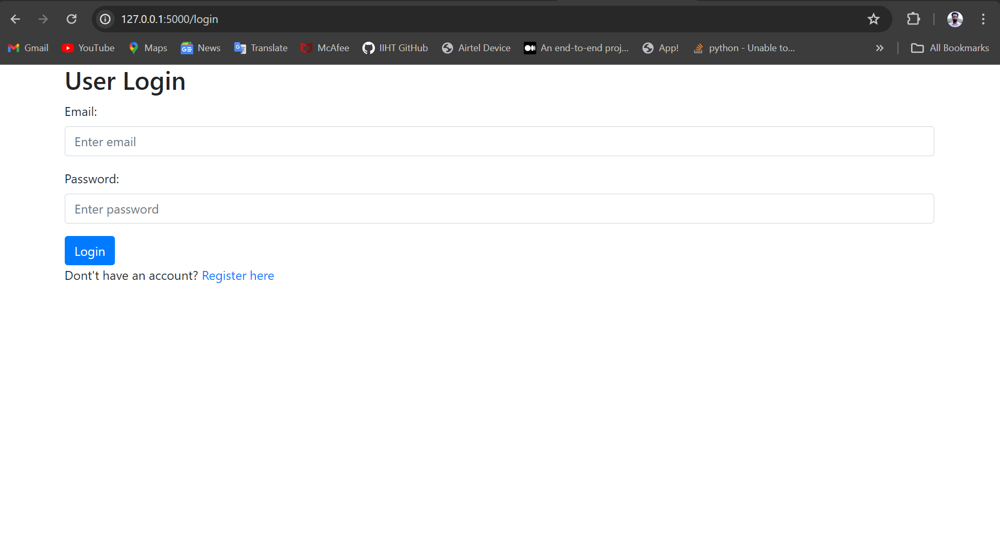 127.0.0.1:5000/login
Gmail YouTube Maps News Translate McAfee IIHT GitHub Airtel Device An end-to-end proj... App! python - Unable to... » All Bookmarks
User Login
Email:
Enter email
Password:
Enter password
Login
Dont't have an account? Register here